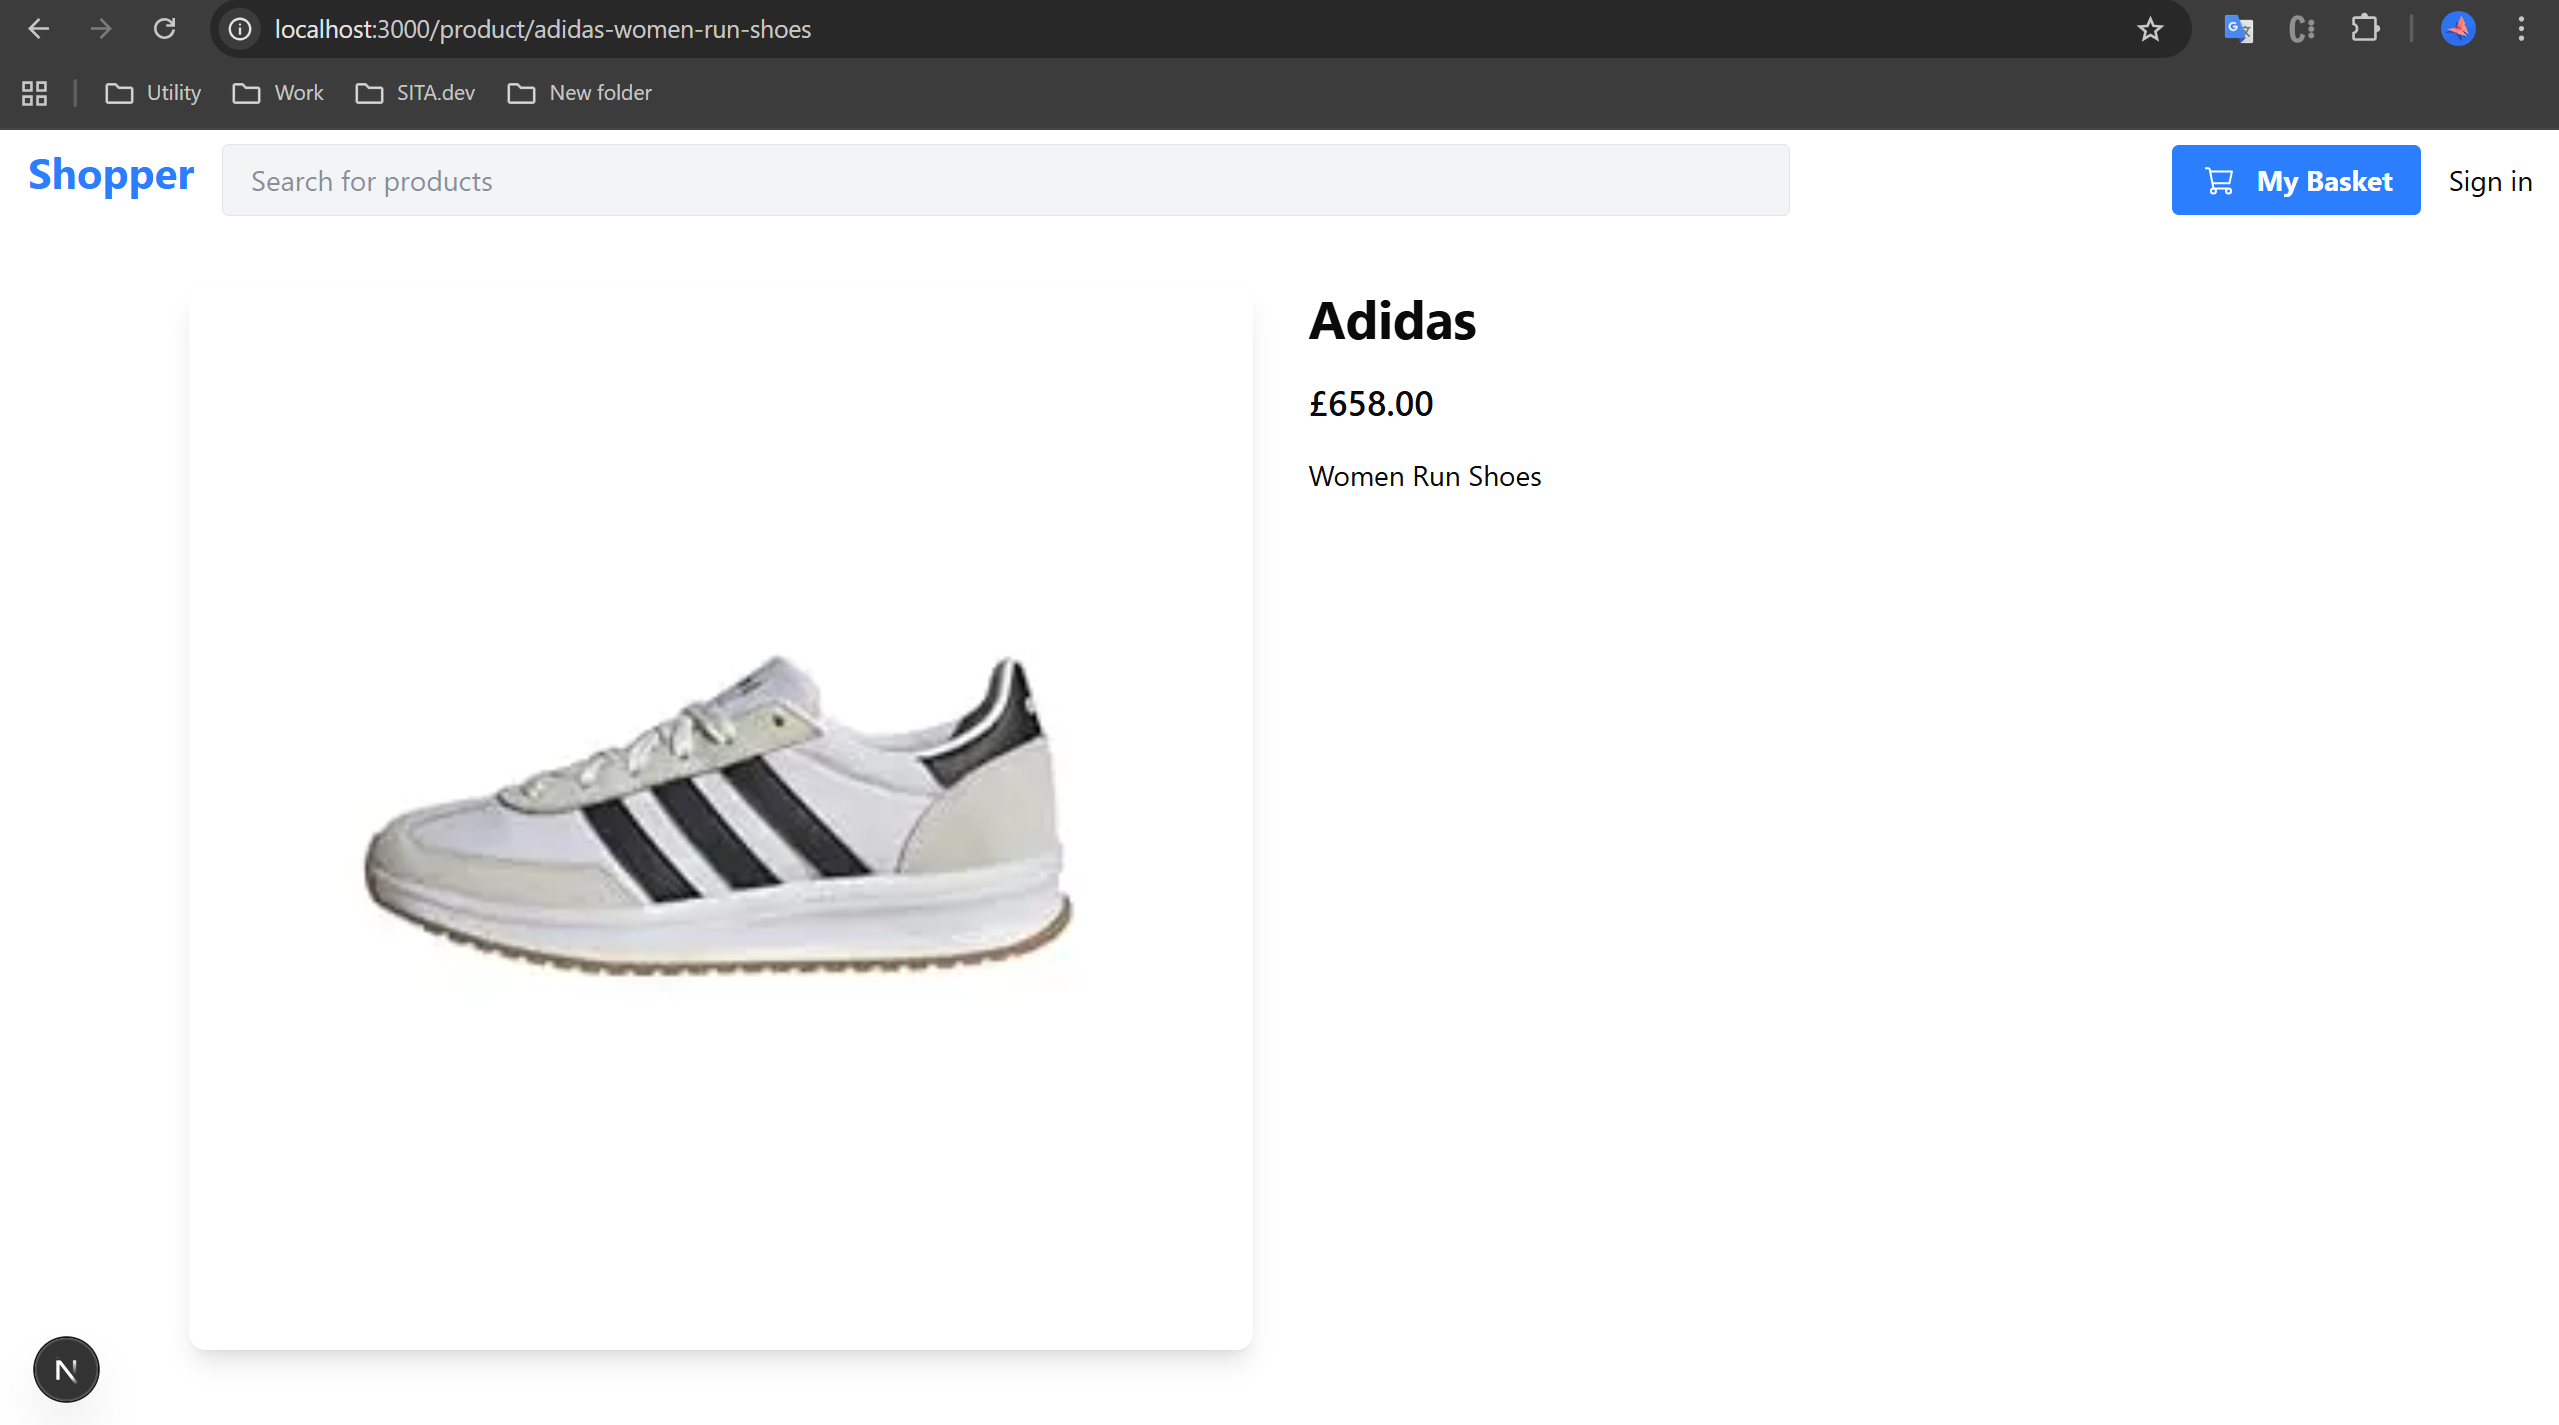 localhost:3000/product/adidas-women-run-shoes
Utility
Work
SITA.dev
New folder
Shopper
Search for products
My Basket
Sign in
Adidas
£658.00
Women Run Shoes
N